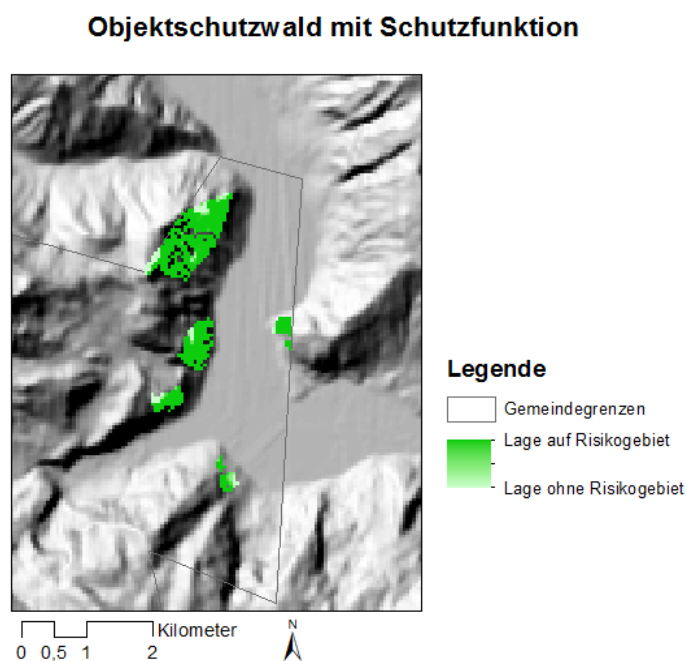 Objektschutzwald mit Schutzfunktion
Legende
Gemeindegrenzen
Lage auf Risikogebiet
Lage ohne Risikogebiet
Kilometer
0 0,5 1 2
N